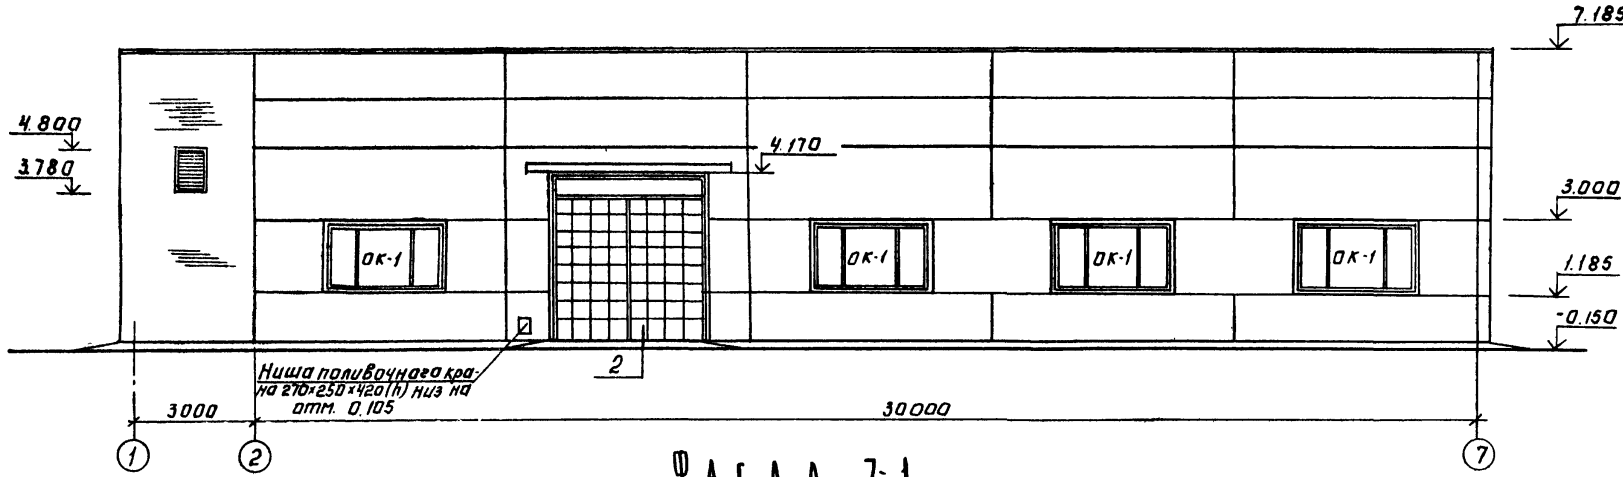 7.185
4.800
3.780
4.170
3.000
ОК-1
ОК-1
ОК-1
ОК-1
1.185
-0.150
Ниша поливочнага кра-
на 270×250×420(h) низ на
отм. 0,105
2
3000
30000
1
2
7